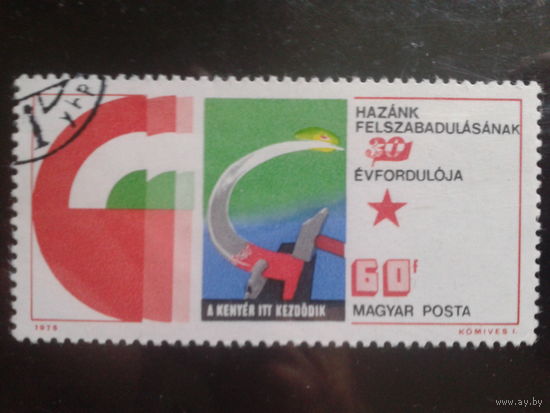 HAZÁNK
FELSZABADULÁSÁNAK
30
ÉVFORDULÓJA
60f
MAGYAR POSTA
A KENYÉR ITT KEZDŐDIK
1975
KÖMIVES I.
ay.by